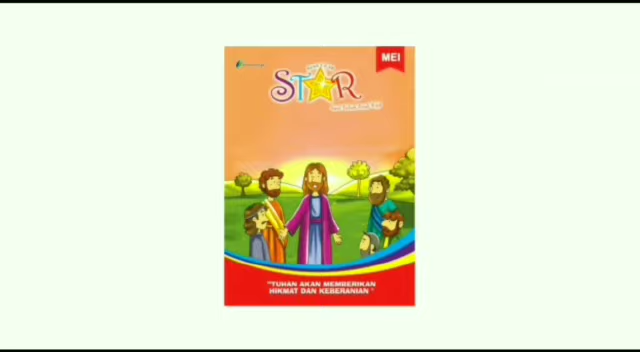 MEI
STAR
"TUHAN AKAN MEMBERIKAN
HIKMAT DAN KEBERANIAN "